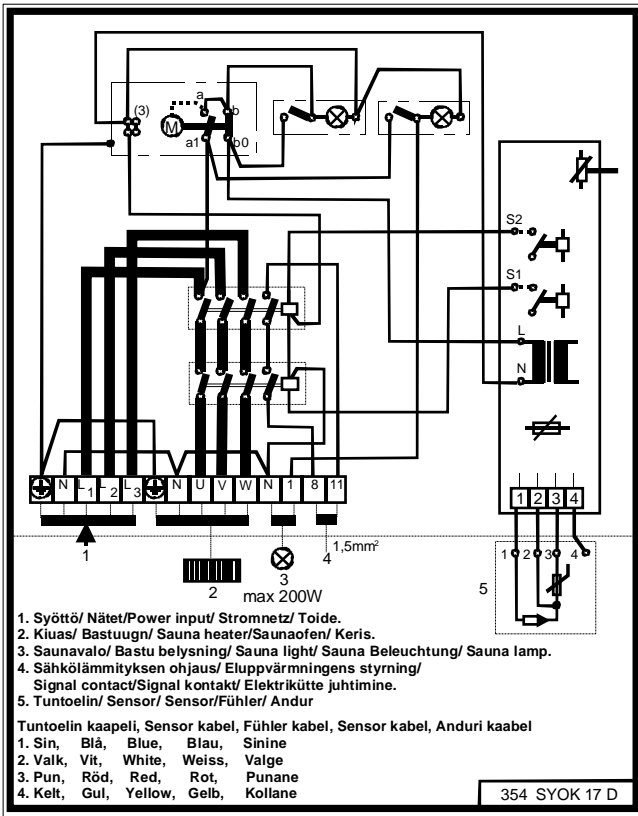 (3)
a
b
M
a1
b0
S2
S1
L
N
N L1 L2 L3 N U V W N 1 8 11
1 2 3 4
1,5mm²
1
2
3
4
max 200W
1 2 3 4
5
1. Syöttö/ Nätet/Power input/ Stromnetz/ Toide.
2. Kiuas/ Bastuugn/ Sauna heater/Saunaofen/ Keris.
3. Saunavalo/ Bastu belysning/ Sauna light/ Sauna Beleuchtung/ Sauna lamp.
4. Sähkölämmityksen ohjaus/ Eluppvärmningens styrning/
Signal contact/Signal kontakt/ Elektrikütte juhtimine.
5. Tuntoelin/ Sensor/ Sensor/Fühler/ Andur
Tuntoelin kaapeli, Sensor kabel, Fühler kabel, Sensor kabel, Anduri kaabel
1. Sin, Blå, Blue, Blau, Sinine
2. Valk, Vit, White, Weiss, Valge
3. Pun, Röd, Red, Rot, Punane
4. Kelt, Gul, Yellow, Gelb, Kollane
354 SYOK 17 D